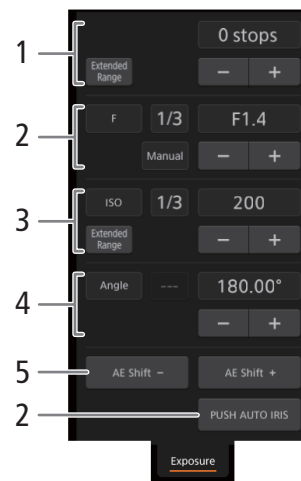 1
0 stops
Extended
Range
− +
2
F 1/3 F1.4
Manual − +
3
ISO 1/3 200
Extended
Range
− +
4
Angle --- 180.00°
− +
5
AE Shift − AE Shift +
2
PUSH AUTO IRIS
Exposure